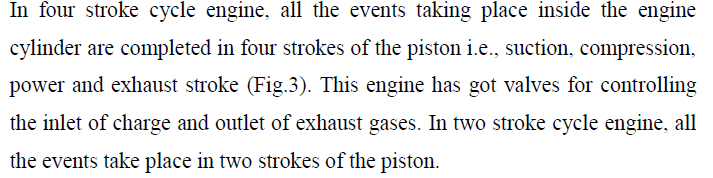 In four stroke cycle engine, all the events taking place inside the engine
cylinder are completed in four strokes of the piston i.e., suction, compression,
power and exhaust stroke (Fig.3). This engine has got valves for controlling
the inlet of charge and outlet of exhaust gases. In two stroke cycle engine, all
the events take place in two strokes of the piston.